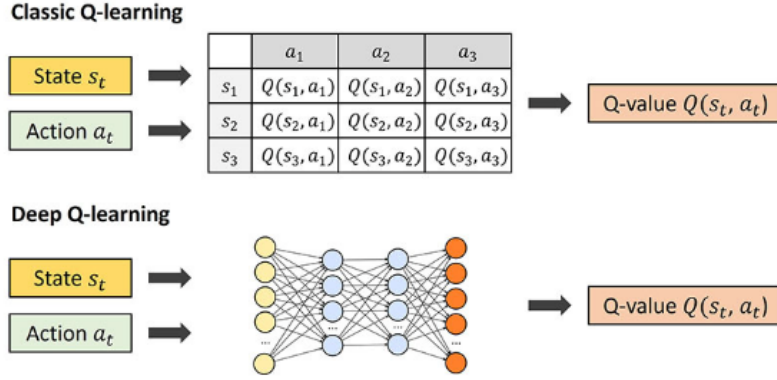 Classic Q-learning
a₁ a₂ a₃
State sₜ
s₁ Q(s₁, a₁) Q(s₁, a₂) Q(s₁, a₃)
s₂ Q(s₂, a₁) Q(s₂, a₂) Q(s₂, a₃)
Q-value Q(sₜ, aₜ)
Action aₜ
s₃ Q(s₃, a₁) Q(s₃, a₂) Q(s₃, a₃)
Deep Q-learning
State sₜ
Q-value Q(sₜ, aₜ)
Action aₜ
... ... ... ...